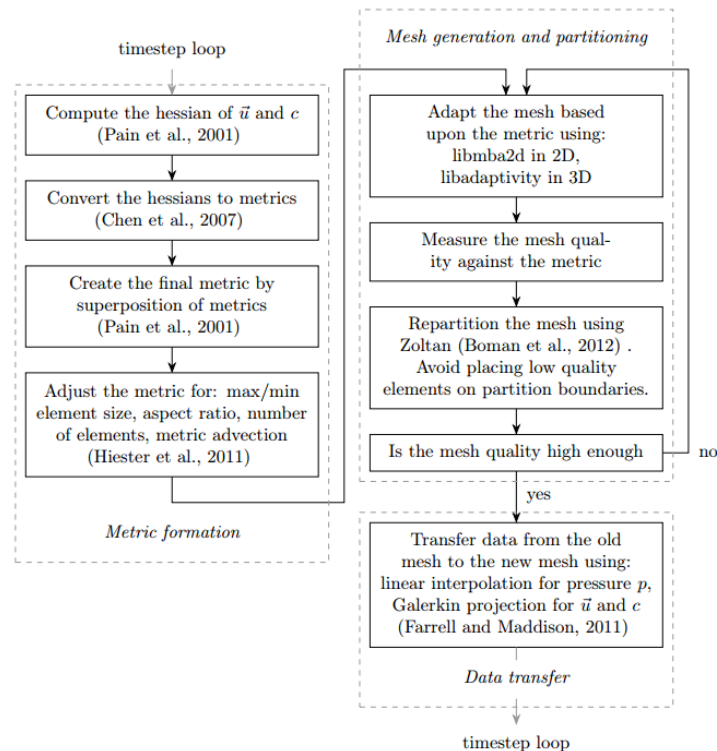 timestep loop
Compute the hessian of $\vec{u}$ and $c$
(Pain et al., 2001)
Convert the hessians to metrics
(Chen et al., 2007)
Create the final metric by
superposition of metrics
(Pain et al., 2001)
Adjust the metric for: max/min
element size, aspect ratio, number
of elements, metric advection
(Hiester et al., 2011)
Metric formation
Mesh generation and partitioning
Adapt the mesh based
upon the metric using:
libmba2d in 2D,
libadaptivity in 3D
Measure the mesh qual-
ity against the metric
Repartition the mesh using
Zoltan (Boman et al., 2012) .
Avoid placing low quality
elements on partition boundaries.
Is the mesh quality high enough
no
yes
Transfer data from the old
mesh to the new mesh using:
linear interpolation for pressure $p$,
Galerkin projection for $\vec{u}$ and $c$
(Farrell and Maddison, 2011)
Data transfer
timestep loop